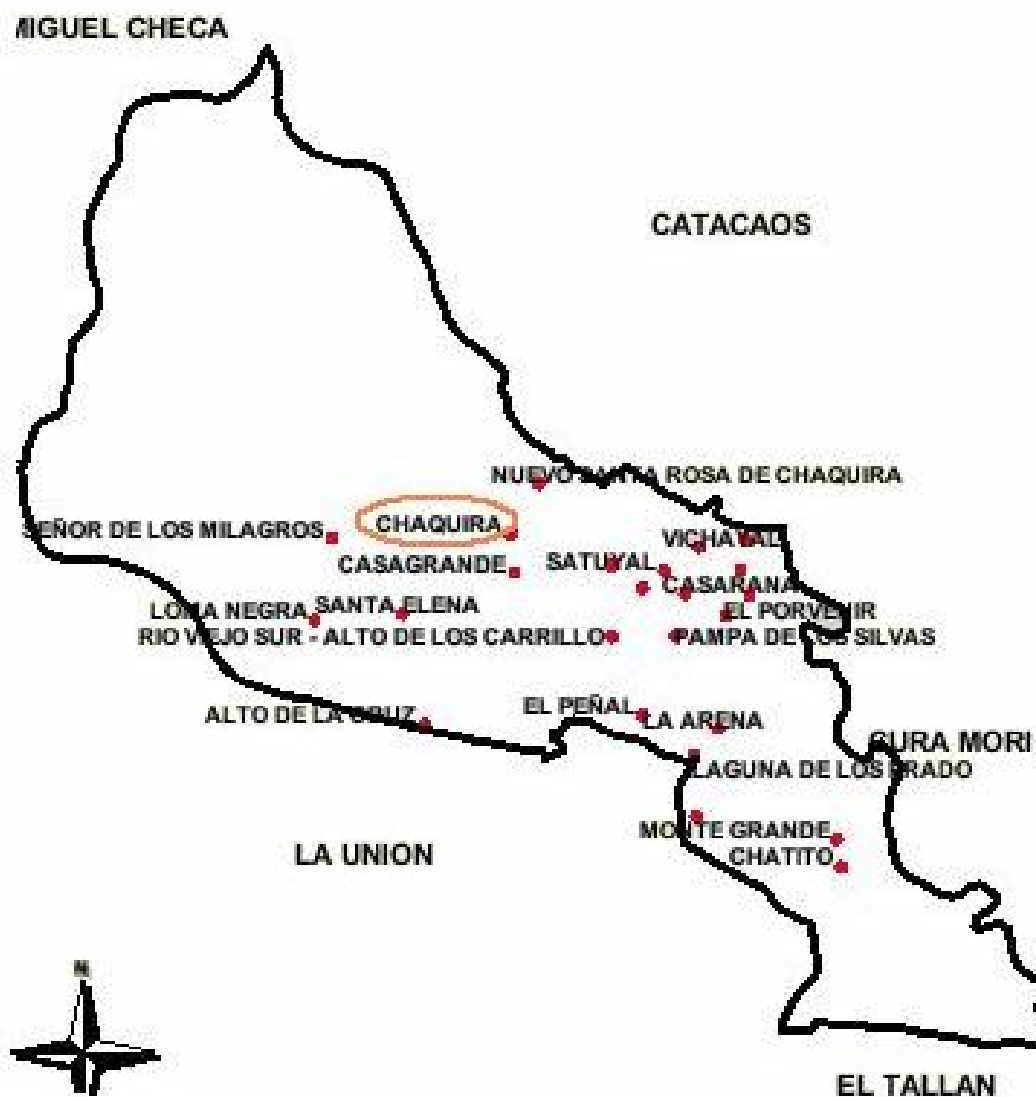 MIGUEL CHECA
CATACAOS
NUEVO SANTA ROSA DE CHAQUIRA
CHAQUIRA
SEÑOR DE LOS MILAGROS
VICHAYAL
CASAGRANDE
SATUYAL
CASARANA
LOMA NEGRA
SANTA ELENA
EL PORVENIR
RIO VIEJO SUR - ALTO DE LOS CARRILLO
PAMPA DE LOS SILVAS
ALTO DE LA CRUZ
EL PEÑAL
LA ARENA
CURA MORI
LAGUNA DE LOS PRADO
MONTE GRANDE
LA UNION
CHATITO
N
EL TALLAN